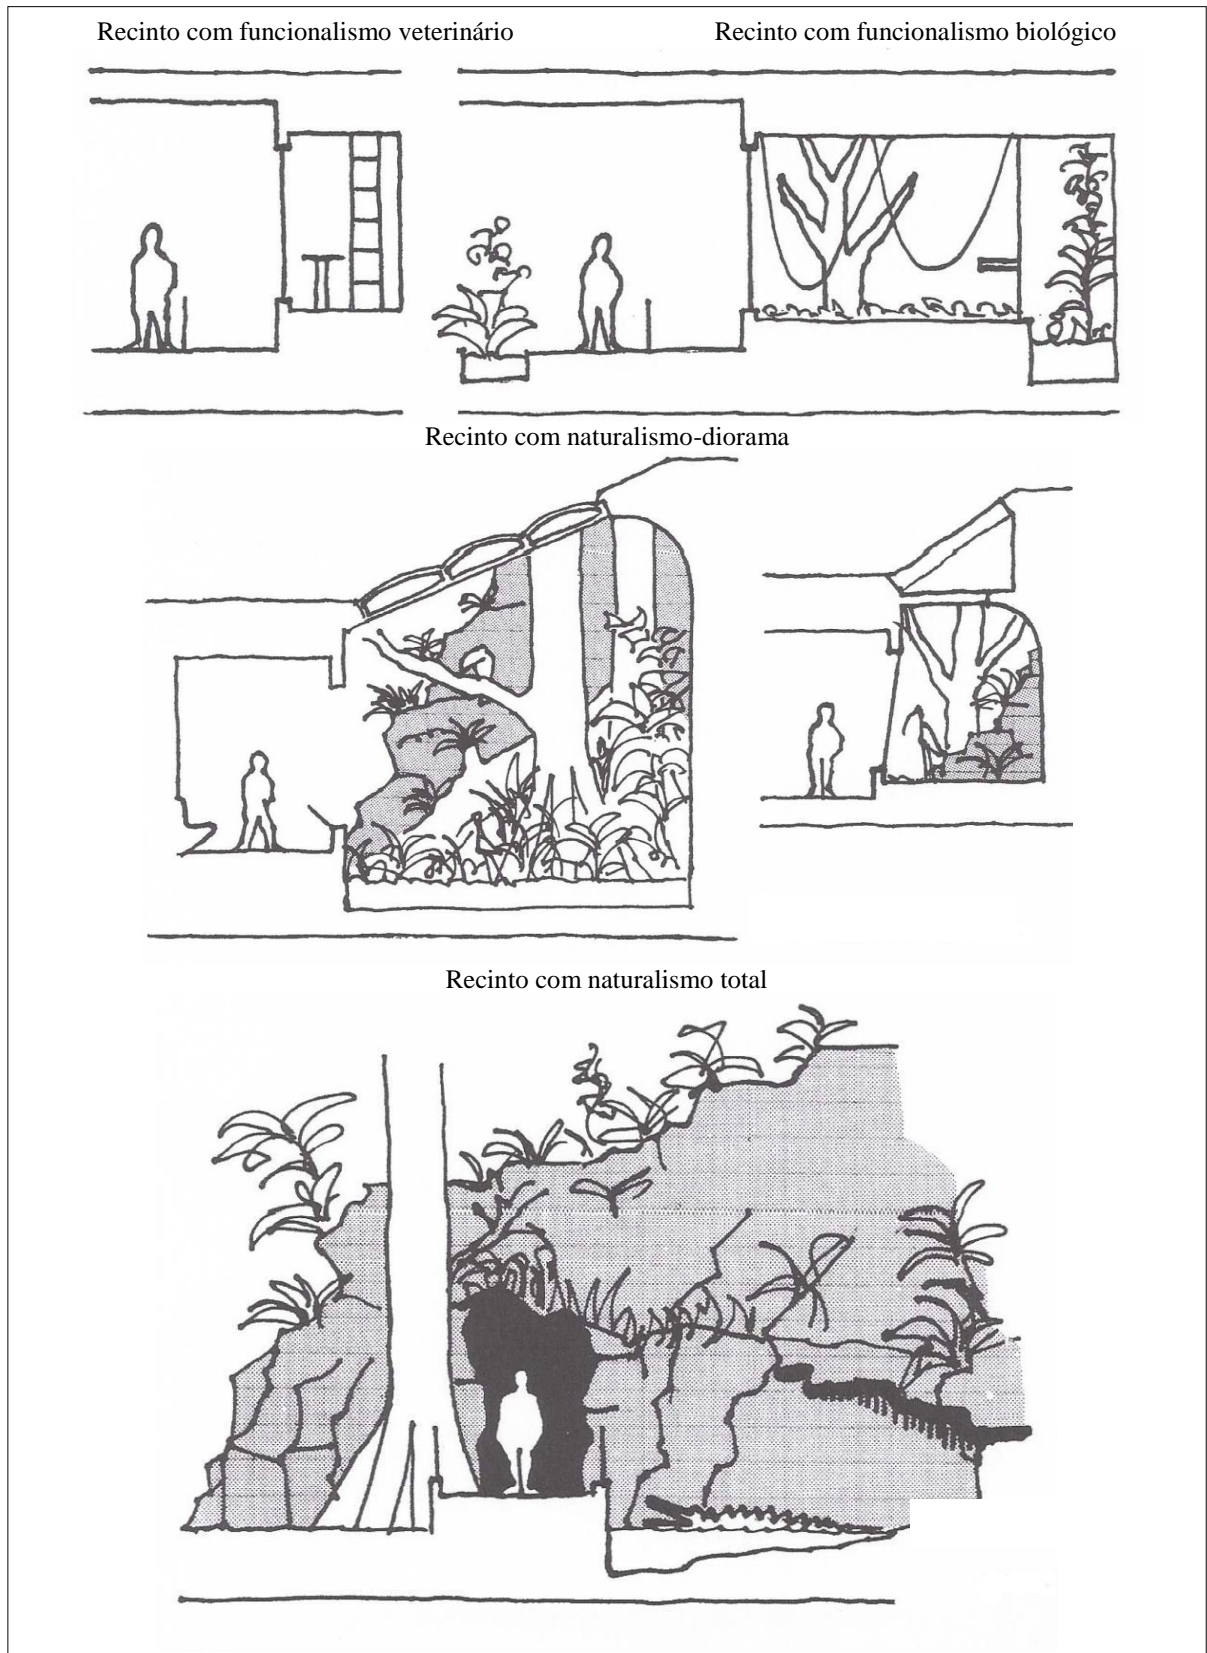 Recinto com funcionalismo veterinário
Recinto com funcionalismo biológico
Recinto com naturalismo-diorama
Recinto com naturalismo total